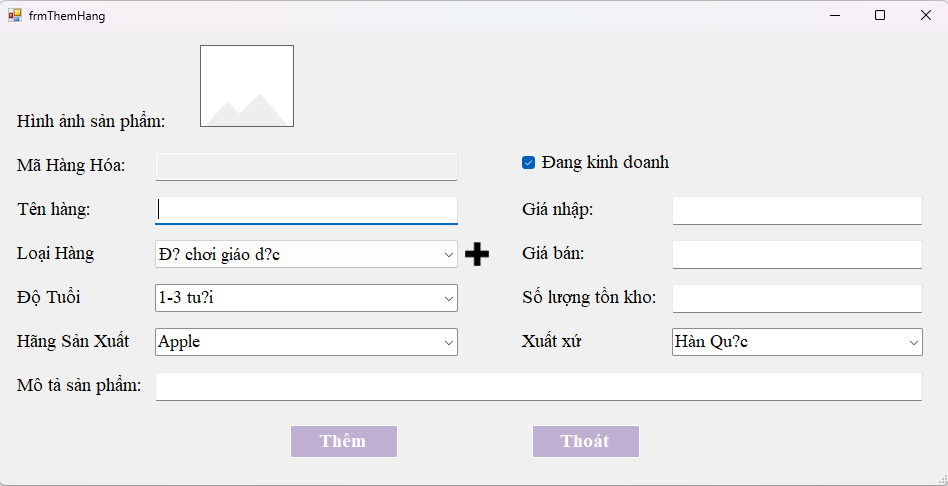 frmThemHang
Hình ảnh sản phẩm:
Mã Hàng Hóa:
Đang kinh doanh
Tên hàng:
Giá nhập:
Loại Hàng
Đ? chơi giáo d?c
Giá bán:
Độ Tuổi
1-3 tu?i
Số lượng tồn kho:
Hãng Sản Xuất
Apple
Xuất xứ
Hàn Qu?c
Mô tả sản phẩm:
Thêm
Thoát